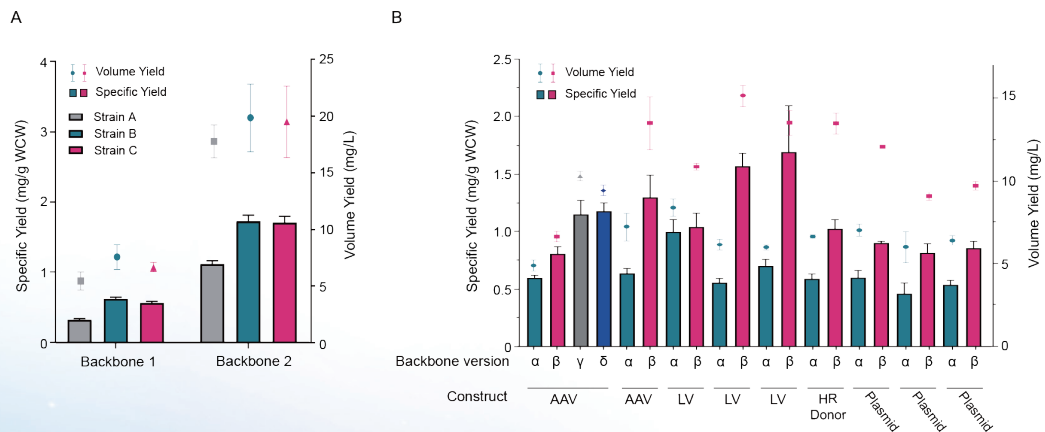 A
Specific Yield (mg/g WCW)
4
3
2
1
0
Volume Yield
Specific Yield
Strain A
Strain B
Strain C
25
20
15
10
5
0
Volume Yield (mg/L)
Backbone 1
Backbone 2
B
Specific Yield (mg/g WCW)
2.5
2.0
1.5
1.0
0.5
0
Volume Yield
Specific Yield
15
10
5
0
Volume Yield (mg/L)
Backbone version α β γ δ α β α β α β α β α β α β α β α β
Construct AAV AAV LV LV LV HR Donor Plasmid Plasmid Plasmid